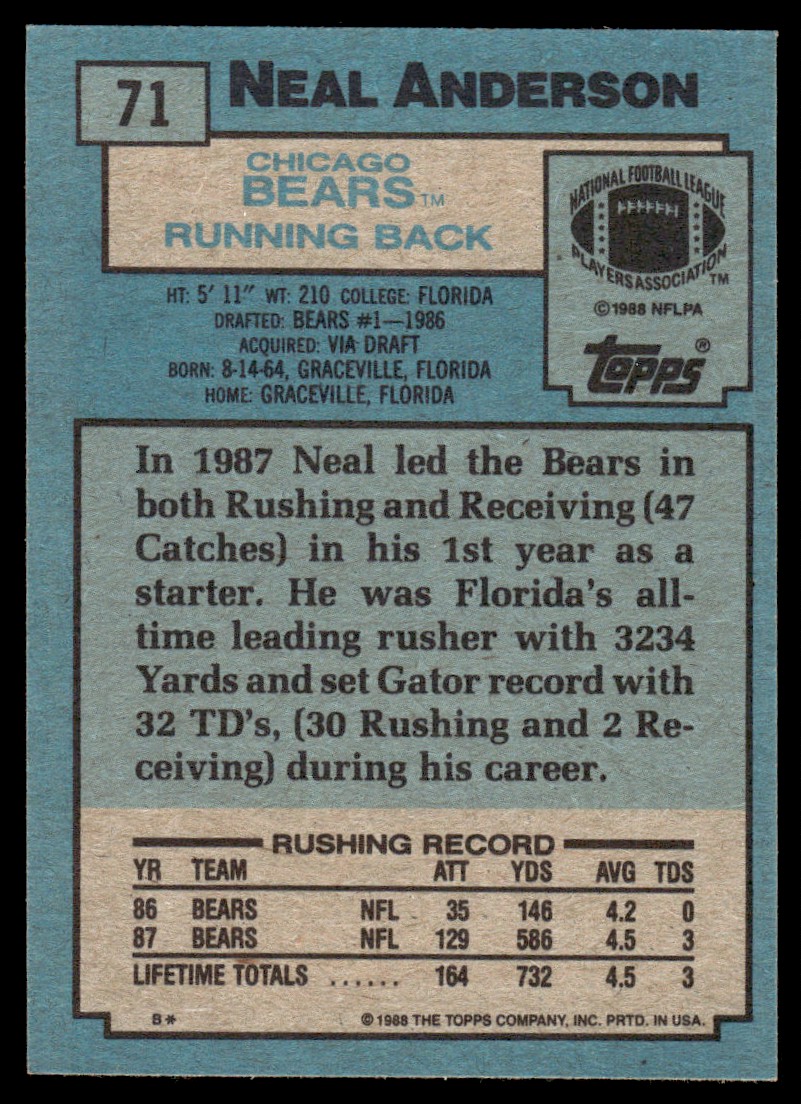 71
NEAL ANDERSON
CHICAGO
BEARS™
RUNNING BACK
NATIONAL FOOTBALL LEAGUE
PLAYERS ASSOCIATION™
©1988 NFLPA
topps®
HT: 5' 11" WT: 210 COLLEGE: FLORIDA
DRAFTED: BEARS #1—1986
ACQUIRED: VIA DRAFT
BORN: 8-14-64, GRACEVILLE, FLORIDA
HOME: GRACEVILLE, FLORIDA
In 1987 Neal led the Bears in
both Rushing and Receiving (47
Catches) in his 1st year as a
starter. He was Florida's all-
time leading rusher with 3234
Yards and set Gator record with
32 TD's, (30 Rushing and 2 Re-
ceiving) during his career.
RUSHING RECORD
YR TEAM ATT YDS AVG TDS
86 BEARS NFL 35 146 4.2 0
87 BEARS NFL 129 586 4.5 3
LIFETIME TOTALS ...... 164 732 4.5 3
B* ©1988 THE TOPPS COMPANY, INC. PRTD. IN USA.